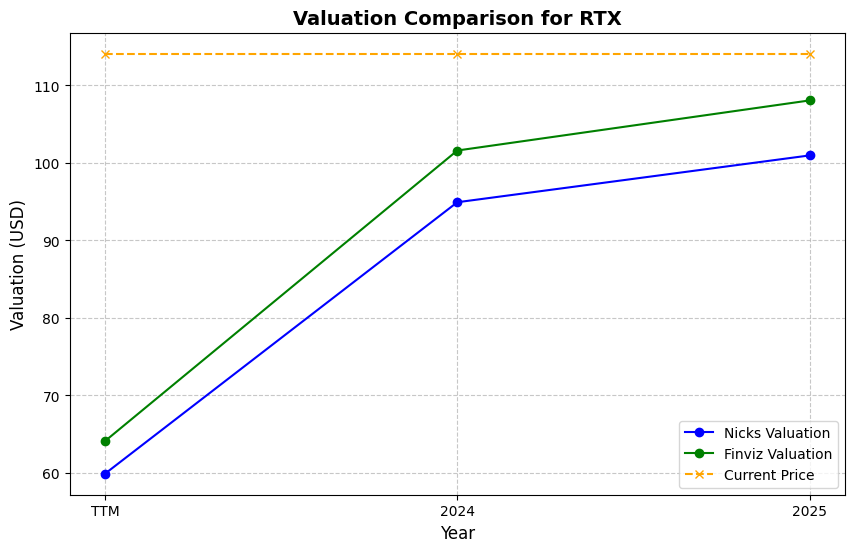 Valuation Comparison for RTX
Valuation (USD)
110
100
90
80
70
60
TTM
2024
2025
Year
Nicks Valuation
Finviz Valuation
Current Price